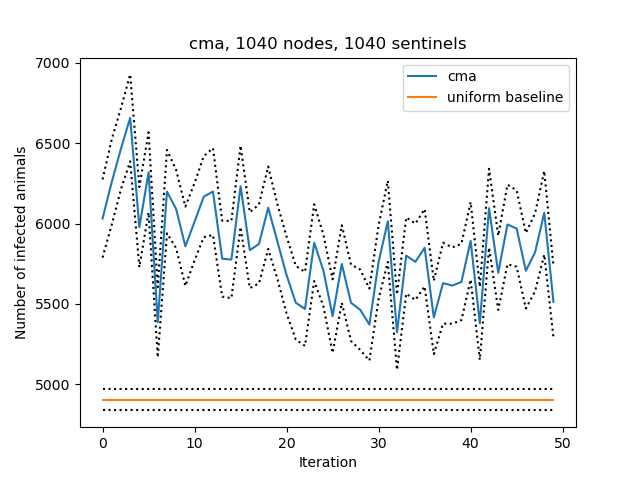 cma, 1040 nodes, 1040 sentinels
7000
6500
6000
5500
5000
Number of infected animals
cma
uniform baseline
0 10 20 30 40 50
Iteration